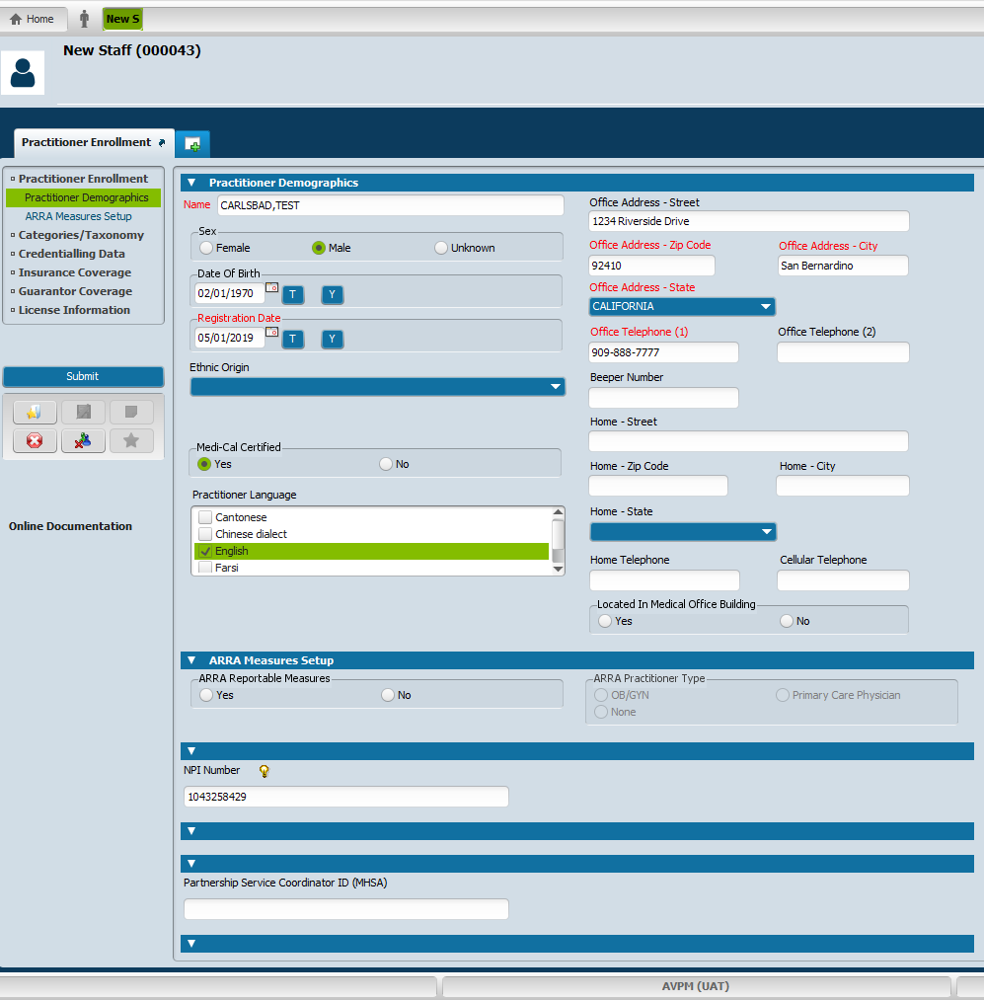 Home
New S
New Staff (000043)
Practitioner Enrollment
Practitioner Enrollment
Practitioner Demographics
ARRA Measures Setup
Categories/Taxonomy
Credentialling Data
Insurance Coverage
Guarantor Coverage
License Information
Submit
Online Documentation
Practitioner Demographics
Name CARLSBAD,TEST
Sex
Female Male Unknown
Date Of Birth
02/01/1970 T Y
Registration Date
05/01/2019 T Y
Ethnic Origin
Medi-Cal Certified
Yes No
Practitioner Language
Cantonese
Chinese dialect
English
Farsi
Office Address - Street
1234 Riverside Drive
Office Address - Zip Code Office Address - City
92410 San Bernardino
Office Address - State
CALIFORNIA
Office Telephone (1) Office Telephone (2)
909-888-7777
Beeper Number
Home - Street
Home - Zip Code Home - City
Home - State
Home Telephone Cellular Telephone
Located In Medical Office Building
Yes No
ARRA Measures Setup
ARRA Reportable Measures
Yes No
ARRA Practitioner Type
OB/GYN Primary Care Physician
None
NPI Number
1043258429
Partnership Service Coordinator ID (MHSA)
AVPM (UAT)